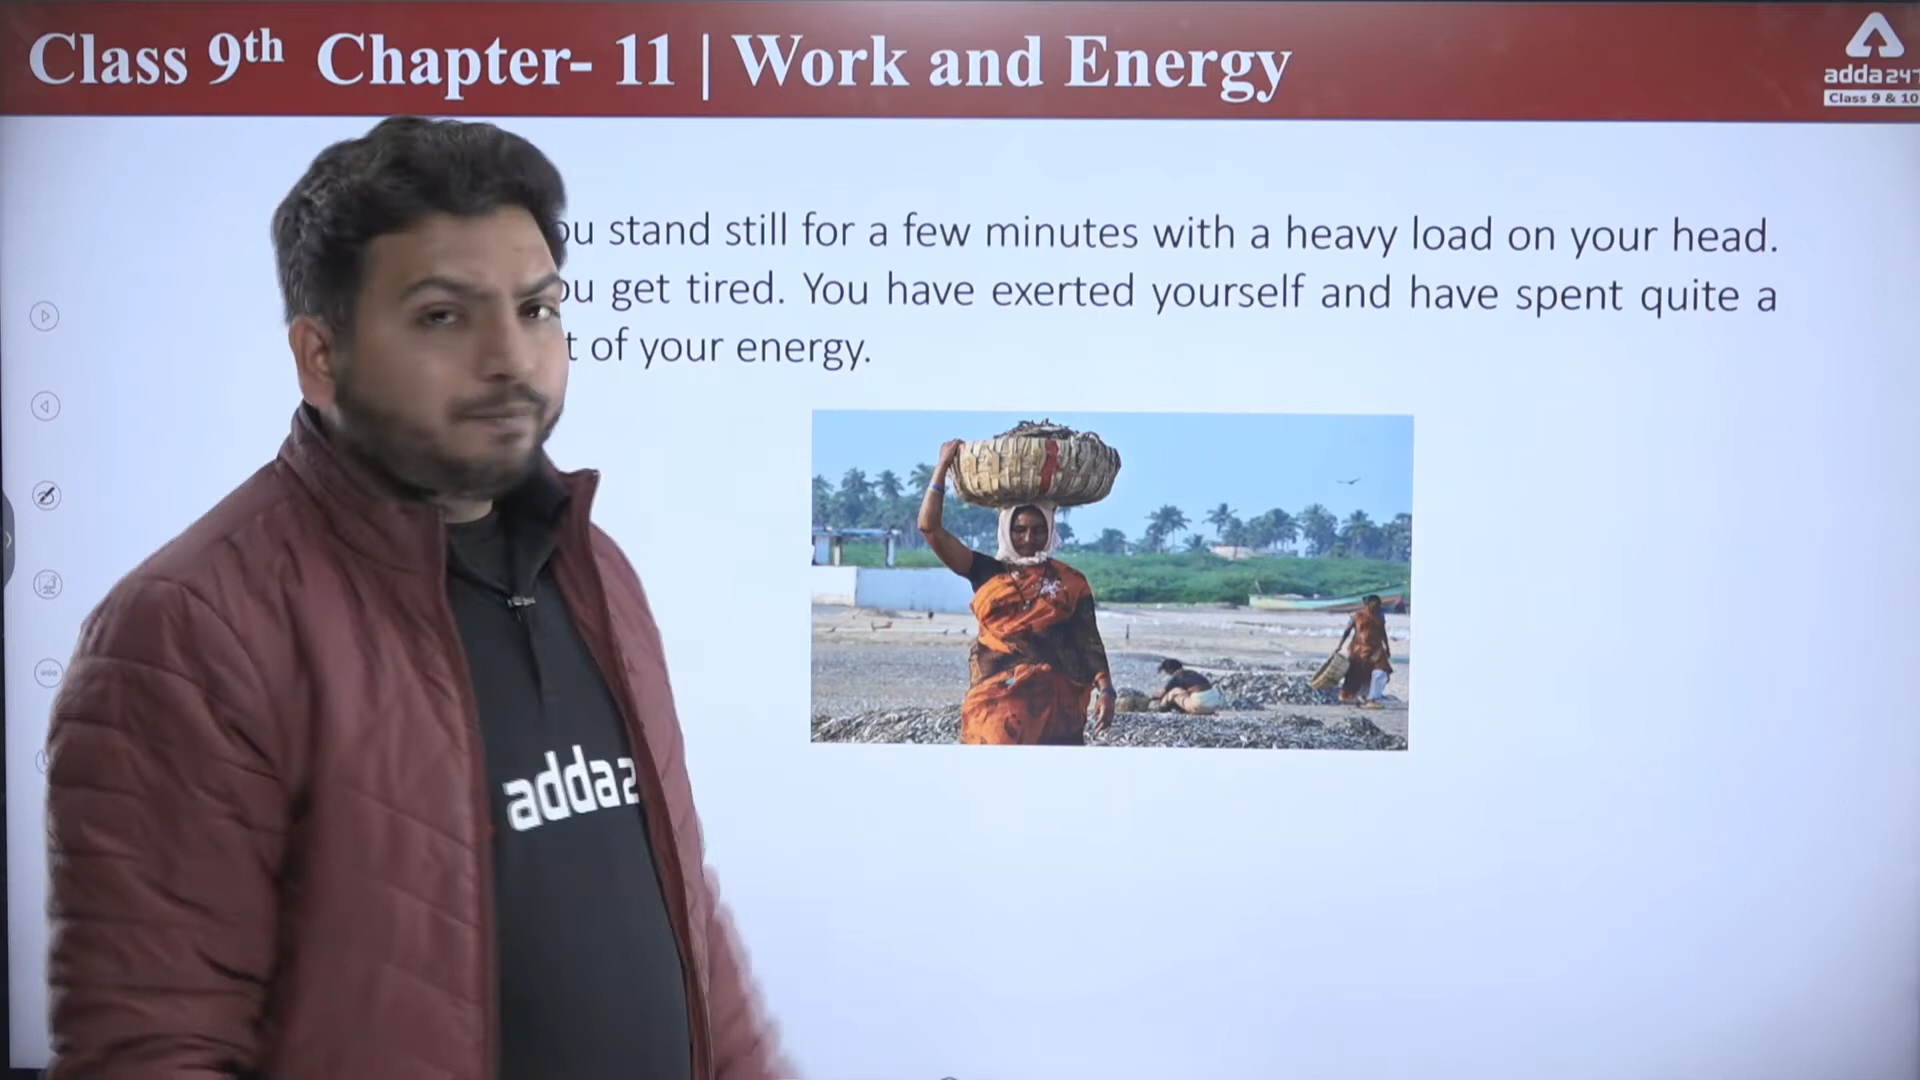 Class 9th Chapter- 11 | Work and Energy
adda247
Class 9 & 10
stand still for a few minutes with a heavy load on your head.
get tired. You have exerted yourself and have spent quite a
of your energy.
adda2